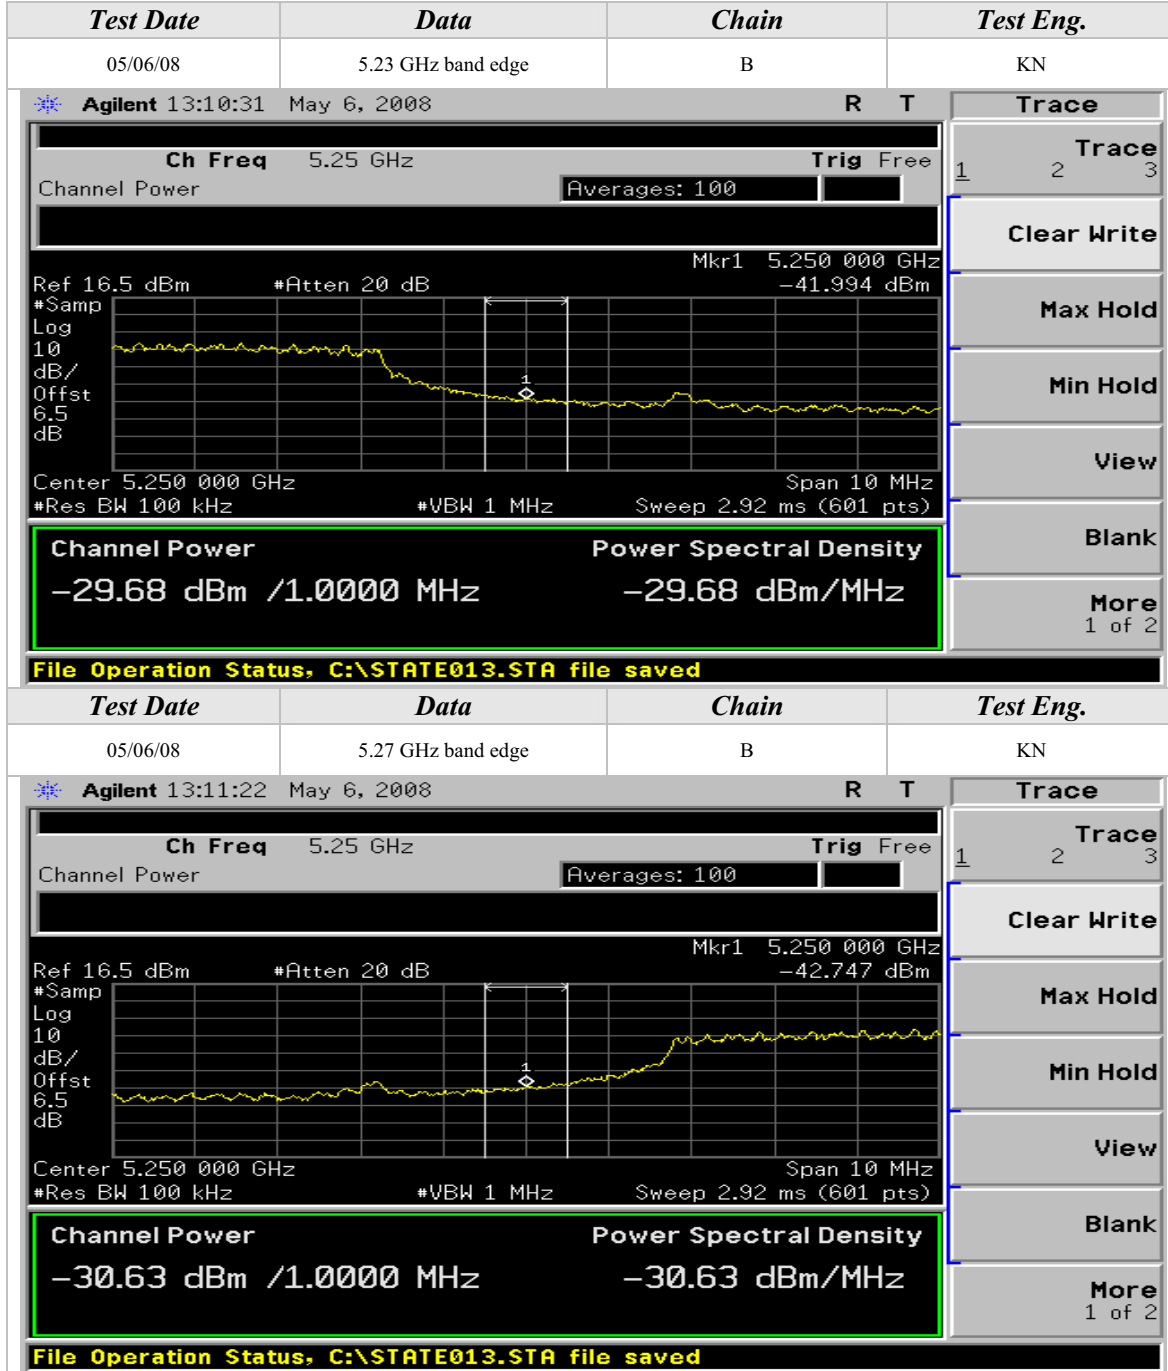 Test Date Data Chain Test Eng.
05/06/08 5.23 GHz band edge B KN
Agilent 13:10:31 May 6, 2008 R T Trace
Ch Freq 5.25 GHz Trig Free
Channel Power Averages: 100
Trace
1 2 3
Clear Write
Mkr1 5.250 000 GHz
Ref 16.5 dBm #Atten 20 dB -41.994 dBm
#Samp
Log
10
dB/
Offst
6.5
dB
1
Max Hold
Min Hold
View
Center 5.250 000 GHz Span 10 MHz
#Res BW 100 kHz #VBW 1 MHz Sweep 2.92 ms (601 pts)
Channel Power Power Spectral Density
-29.68 dBm /1.0000 MHz -29.68 dBm/MHz
Blank
More
1 of 2
File Operation Status, C:\STATE013.STA file saved
Test Date Data Chain Test Eng.
05/06/08 5.27 GHz band edge B KN
Agilent 13:11:22 May 6, 2008 R T Trace
Ch Freq 5.25 GHz Trig Free
Channel Power Averages: 100
Trace
1 2 3
Clear Write
Mkr1 5.250 000 GHz
Ref 16.5 dBm #Atten 20 dB -42.747 dBm
#Samp
Log
10
dB/
Offst
6.5
dB
1
Max Hold
Min Hold
View
Center 5.250 000 GHz Span 10 MHz
#Res BW 100 kHz #VBW 1 MHz Sweep 2.92 ms (601 pts)
Channel Power Power Spectral Density
-30.63 dBm /1.0000 MHz -30.63 dBm/MHz
Blank
More
1 of 2
File Operation Status, C:\STATE013.STA file saved